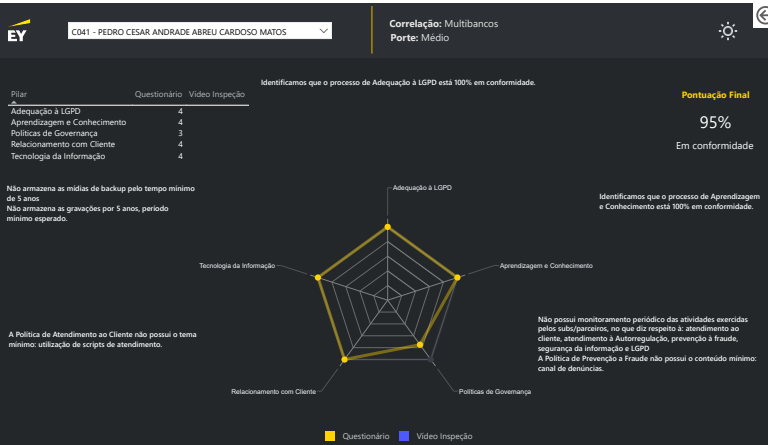 EY
C041 - PEDRO CESAR ANDRADE ABREU CARDOSO MATOS
Correlação: Multibancos
Porte: Médio
Identificamos que o processo de Adequação à LGPD está 100% em conformidade.
Pilar Questionário Vídeo Inspeção
Adequação à LGPD 4
Aprendizagem e Conhecimento 4
Políticas de Governança 3
Relacionamento com Cliente 4
Tecnologia da Informação 4
Pontuação Final
95%
Em conformidade
Não armazena as mídias de backup pelo tempo mínimo
de 5 anos
Não armazena as gravações por 5 anos, período
mínimo esperado.
Adequação à LGPD
Identificamos que o processo de Aprendizagem
e Conhecimento está 100% em conformidade.
Tecnologia da Informação
Aprendizagem e Conhecimento
A Política de Atendimento ao Cliente não possui o tema
mínimo: utilização de scripts de atendimento.
Não possui monitoramento periódico das atividades exercidas
pelos subs/parceiros, no que diz respeito à: atendimento ao
cliente, atendimento à Autorregulação, prevenção à fraude,
segurança da informação e LGPD
A Política de Prevenção a Fraude não possui o conteúdo mínimo:
canal de denúncias.
Relacionamento com Cliente
Políticas de Governança
Questionário Vídeo Inspeção